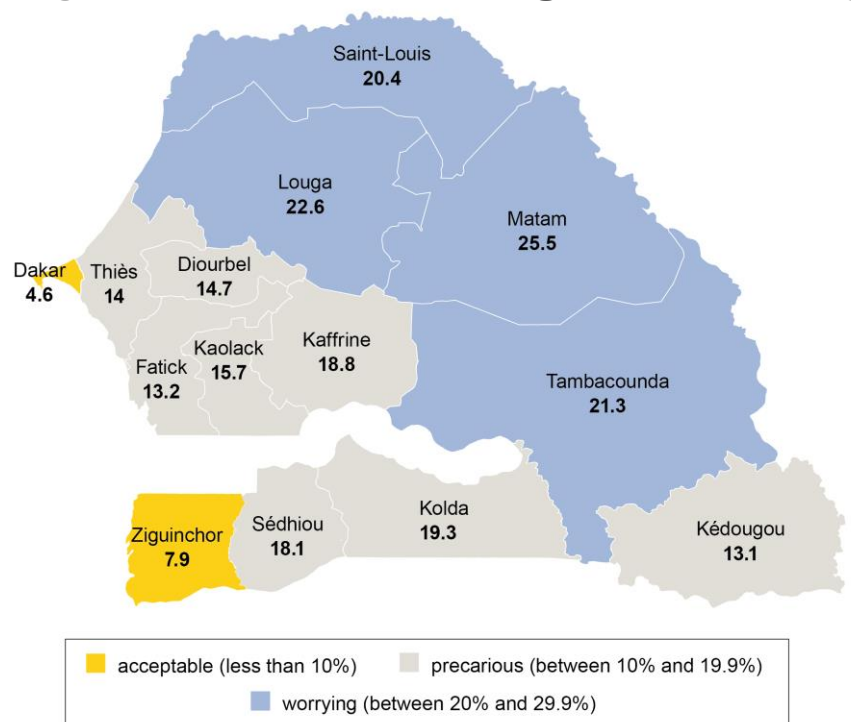 Saint-Louis
20.4
Louga
22.6
Matam
25.5
Dakar
4.6
Thiès
14
Diourbel
14.7
Fatick
13.2
Kaolack
15.7
Kaffrine
18.8
Tambacounda
21.3
Ziguinchor
7.9
Sédhiou
18.1
Kolda
19.3
Kédougou
13.1
acceptable (less than 10%)
precarious (between 10% and 19.9%)
worrying (between 20% and 29.9%)